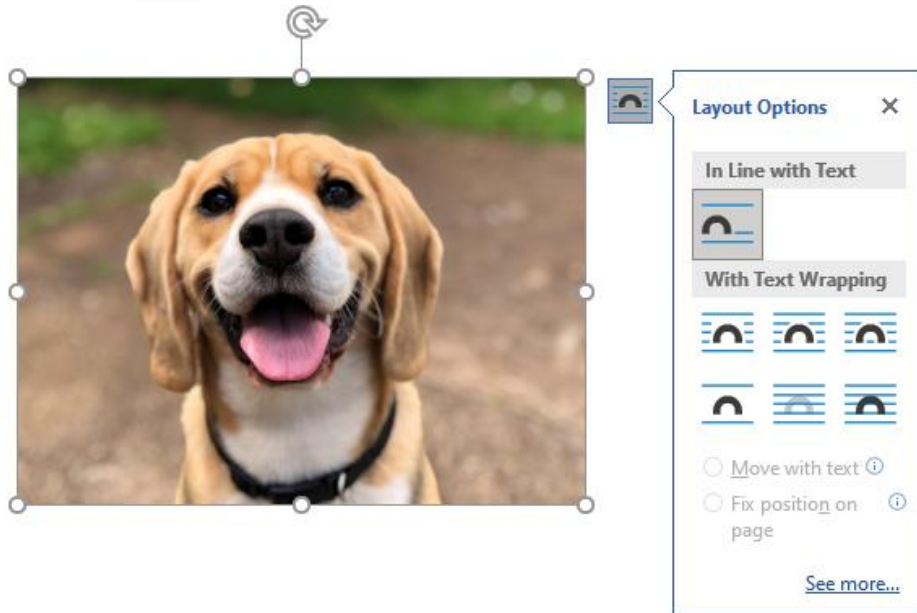 Layout Options
In Line with Text
With Text Wrapping
Move with text
Fix position on
page
See more...